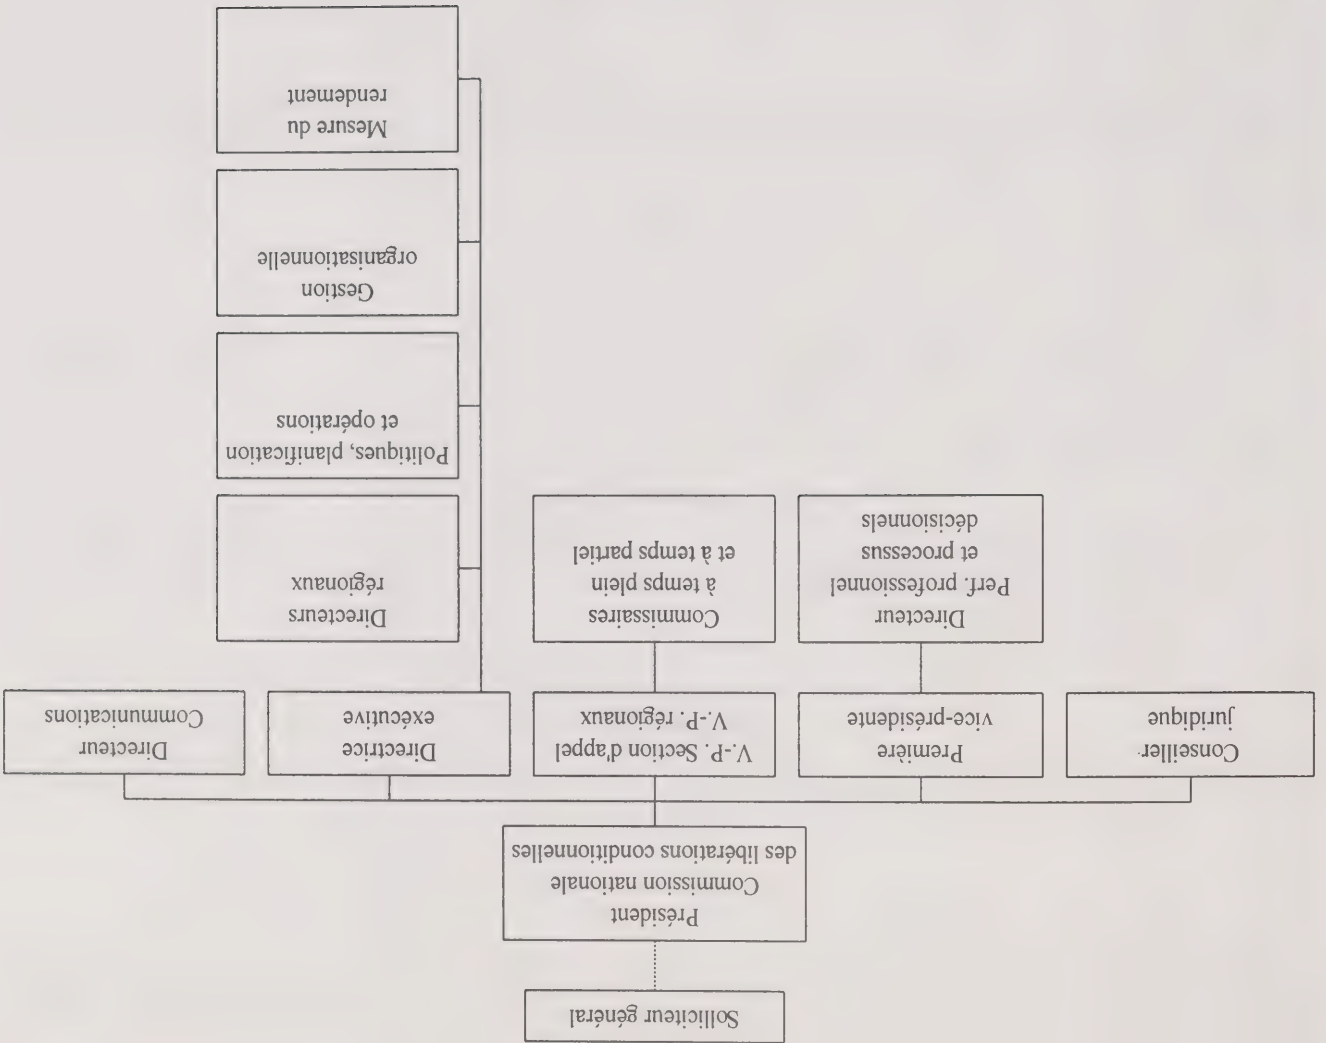 Solliciteur général
Président
Commission nationale
des libérations conditionnelles
Conseiller
juridique
Première
vice-présidente
V.-P. Section d'appel
V.-P. régionaux
Directrice
exécutive
Directeur
Communications
Directeur
Perf. professionnel
et processus
décisionnels
Commissaires
à temps plein
et à temps partiel
Directeurs
régionaux
Politiques, planification
et opérations
Gestion
organisationnelle
Mesure du
rendement